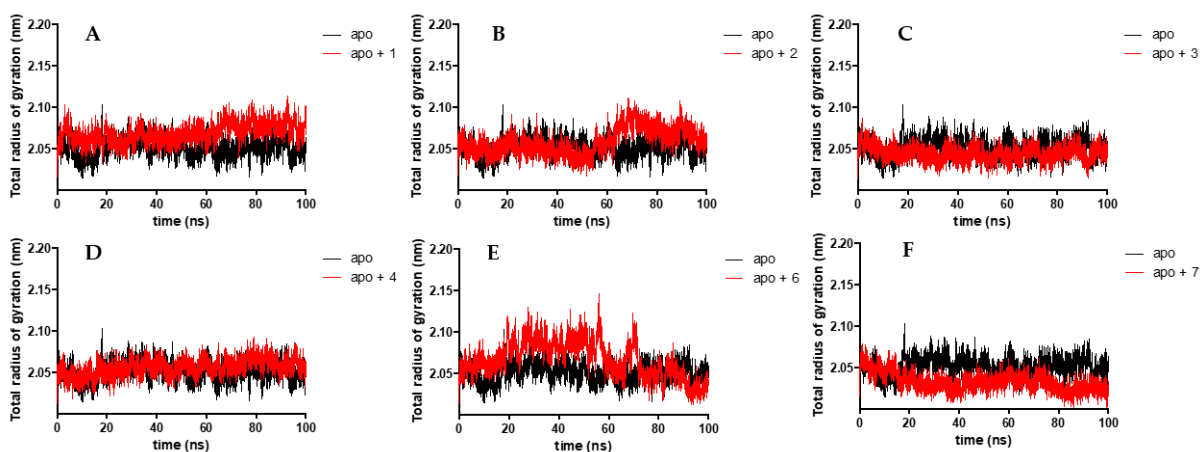 A
Total radius of gyration (nm)
2.20
2.15
2.10
2.05
0 20 40 60 80 100
time (ns)
apo
apo + 1
B
Total radius of gyration (nm)
2.20
2.15
2.10
2.05
0 20 40 60 80 100
time (ns)
apo
apo + 2
C
Total radius of gyration (nm)
2.20
2.15
2.10
2.05
0 20 40 60 80 100
time (ns)
apo
apo + 3
D
Total radius of gyration (nm)
2.20
2.15
2.10
2.05
0 20 40 60 80 100
time (ns)
apo
apo + 4
E
Total radius of gyration (nm)
2.20
2.15
2.10
2.05
0 20 40 60 80 100
time (ns)
apo
apo + 6
F
Total radius of gyration (nm)
2.20
2.15
2.10
2.05
0 20 40 60 80 100
time (ns)
apo
apo + 7